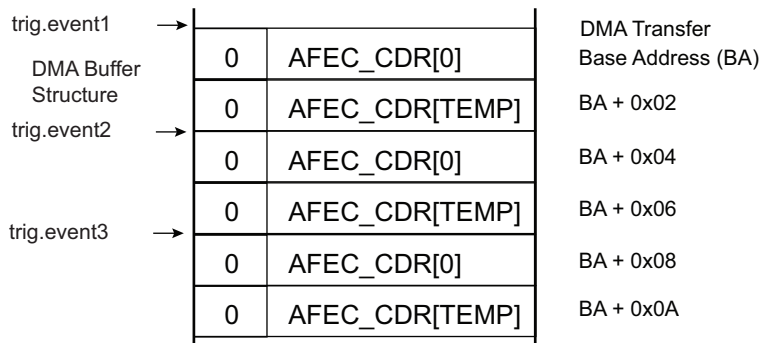 trig.event1
DMA Transfer
Base Address (BA)
DMA Buffer
Structure
0 AFEC_CDR[0]
0 AFEC_CDR[TEMP] BA + 0x02
trig.event2
0 AFEC_CDR[0] BA + 0x04
0 AFEC_CDR[TEMP] BA + 0x06
trig.event3
0 AFEC_CDR[0] BA + 0x08
0 AFEC_CDR[TEMP] BA + 0x0A